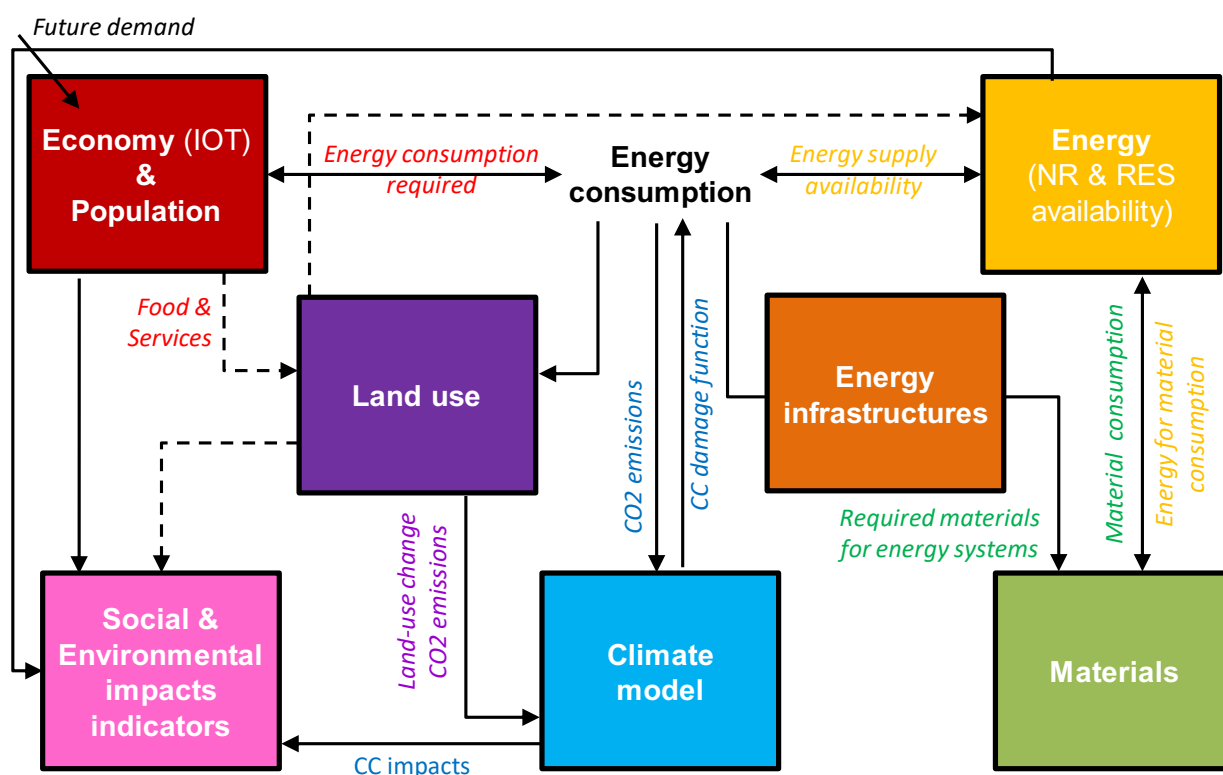 Future demand
Economy (IOT)
&
Population
Energy consumption
required
Energy
consumption
Energy supply
availability
Energy
(NR & RES
availability)
Food &
Services
Land use
CO2 emissions
CC damage function
Energy
infrastructures
Material  consumption
Energy for material
consumption
Required materials
for energy systems
Land-use change
CO2 emissions
Social &
Environmental
impacts
indicators
Climate
model
Materials
CC impacts